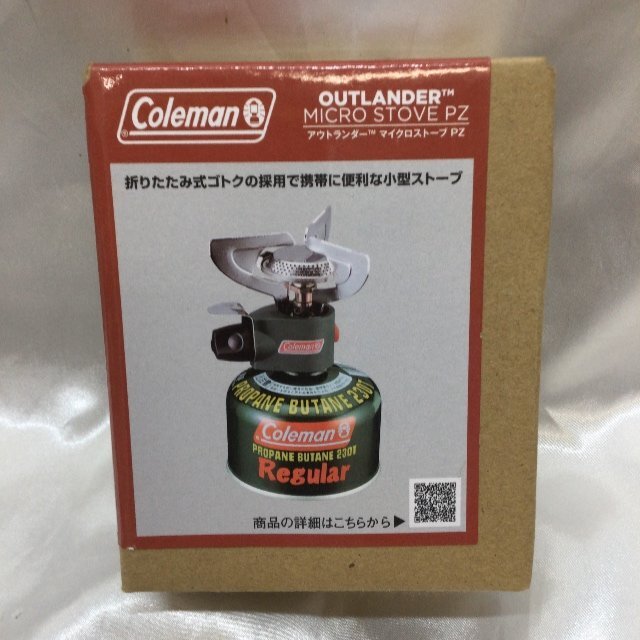 Coleman
OUTLANDER™
MICRO STOVE PZ
アウトランダー™ マイクロストーブ PZ
折りたたみ式ゴトクの採用で携帯に便利な小型ストーブ
Coleman
PROPANE BUTANE 230T
Coleman
PROPANE BUTANE 230T
Regular
商品の詳細はこちらから▶